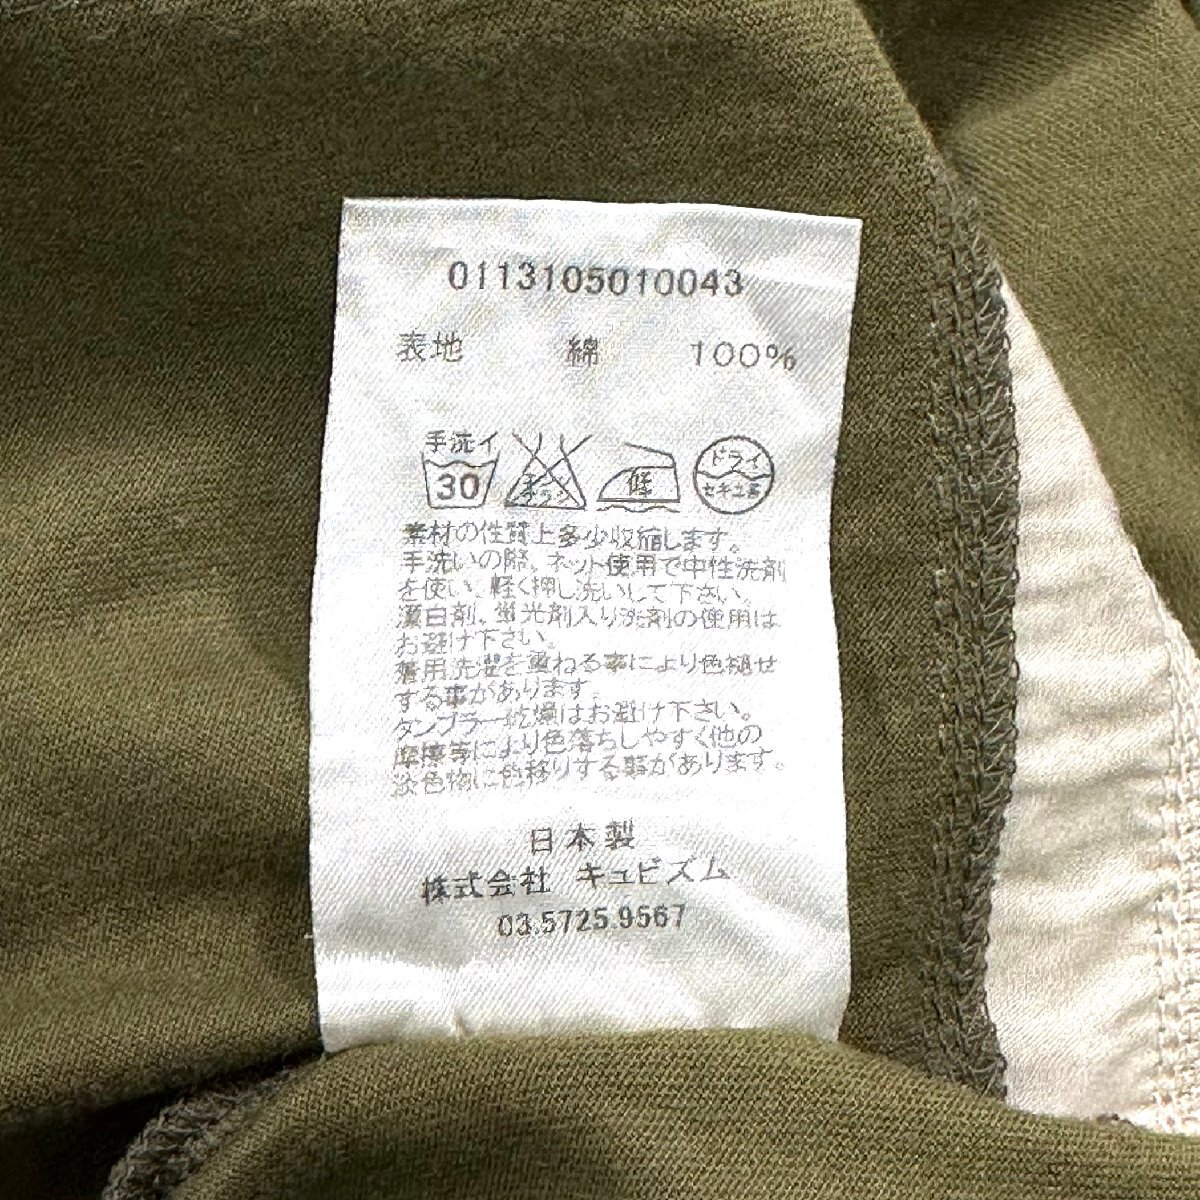 0113105010043
表地 綿 100%
手洗イ
30 エンソサラシ 低 ドライ
セキユ系
素材の性質上多少収縮します。
手洗いの際、ネット使用で中性洗剤
を使い、軽く押し洗いして下さい。
漂白剤、蛍光剤入り洗剤の使用は
お避け下さい。
着用洗濯を重ねる事により色褪せ
する事があります。
タンブラー乾燥はお避け下さい。
摩擦等により色落ちしやすく他の
淡色物に色移りする事があります。
日本製
株式会社 キュビズム
03.5725.9567